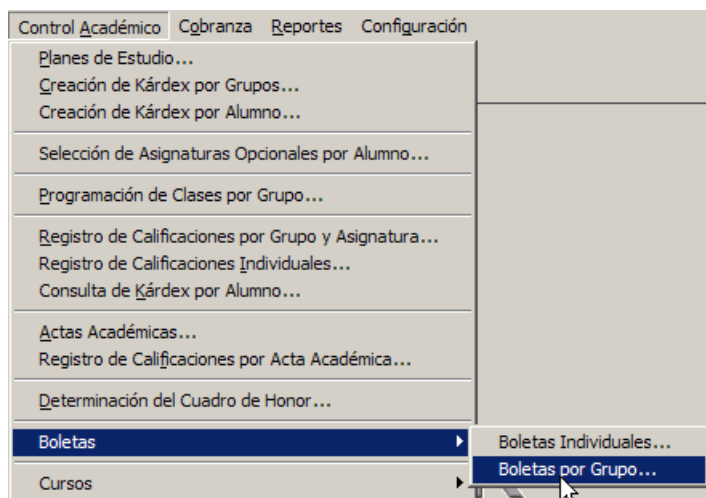 Control Académico Cobranza Reportes Configuración
Planes de Estudio...
Creación de Kárdex por Grupos...
Creación de Kárdex por Alumno...
Selección de Asignaturas Opcionales por Alumno...
Programación de Clases por Grupo...
Registro de Calificaciones por Grupo y Asignatura...
Registro de Calificaciones Individuales...
Consulta de Kárdex por Alumno...
Actas Académicas...
Registro de Calificaciones por Acta Académica...
Determinación del Cuadro de Honor...
Boletas
Boletas Individuales...
Boletas por Grupo...
Cursos